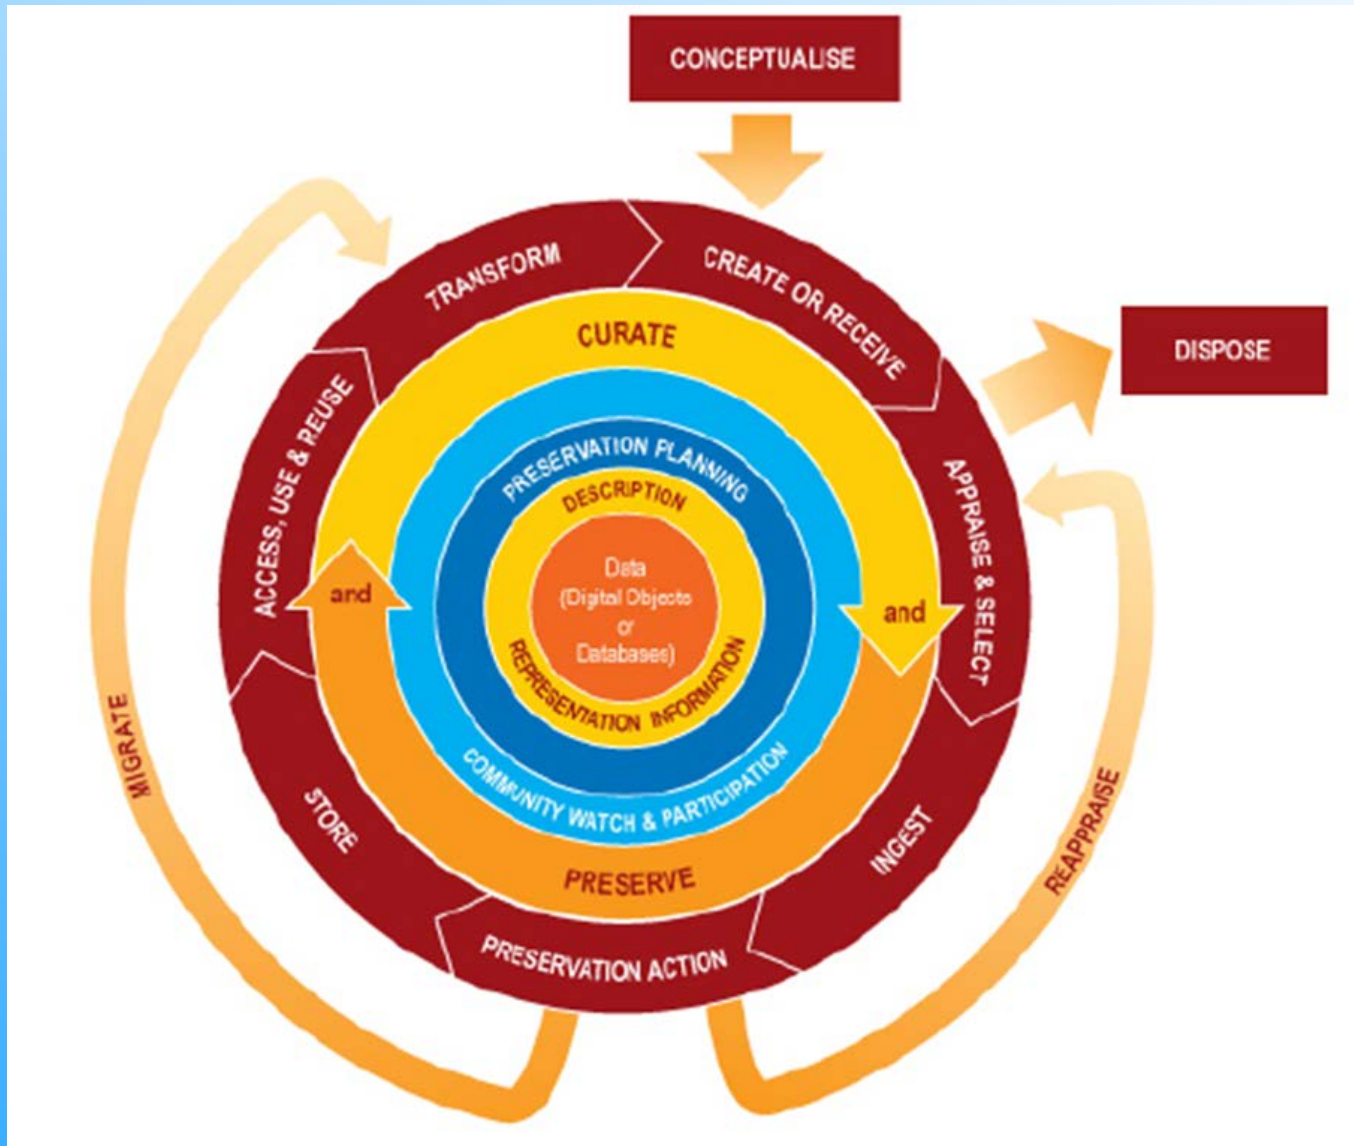 CONCEPTUALISE
CREATE OR RECEIVE
DISPOSE
APPRAISE & SELECT
INGEST
PRESERVATION ACTION
STORE
ACCESS, USE & REUSE
TRANSFORM
MIGRATE
REAPPRAISE
CURATE
and
PRESERVE
and
COMMUNITY WATCH & PARTICIPATION
PRESERVATION PLANNING
DESCRIPTION
REPRESENTATION INFORMATION
Data
(Digital Objects
or
Databases)